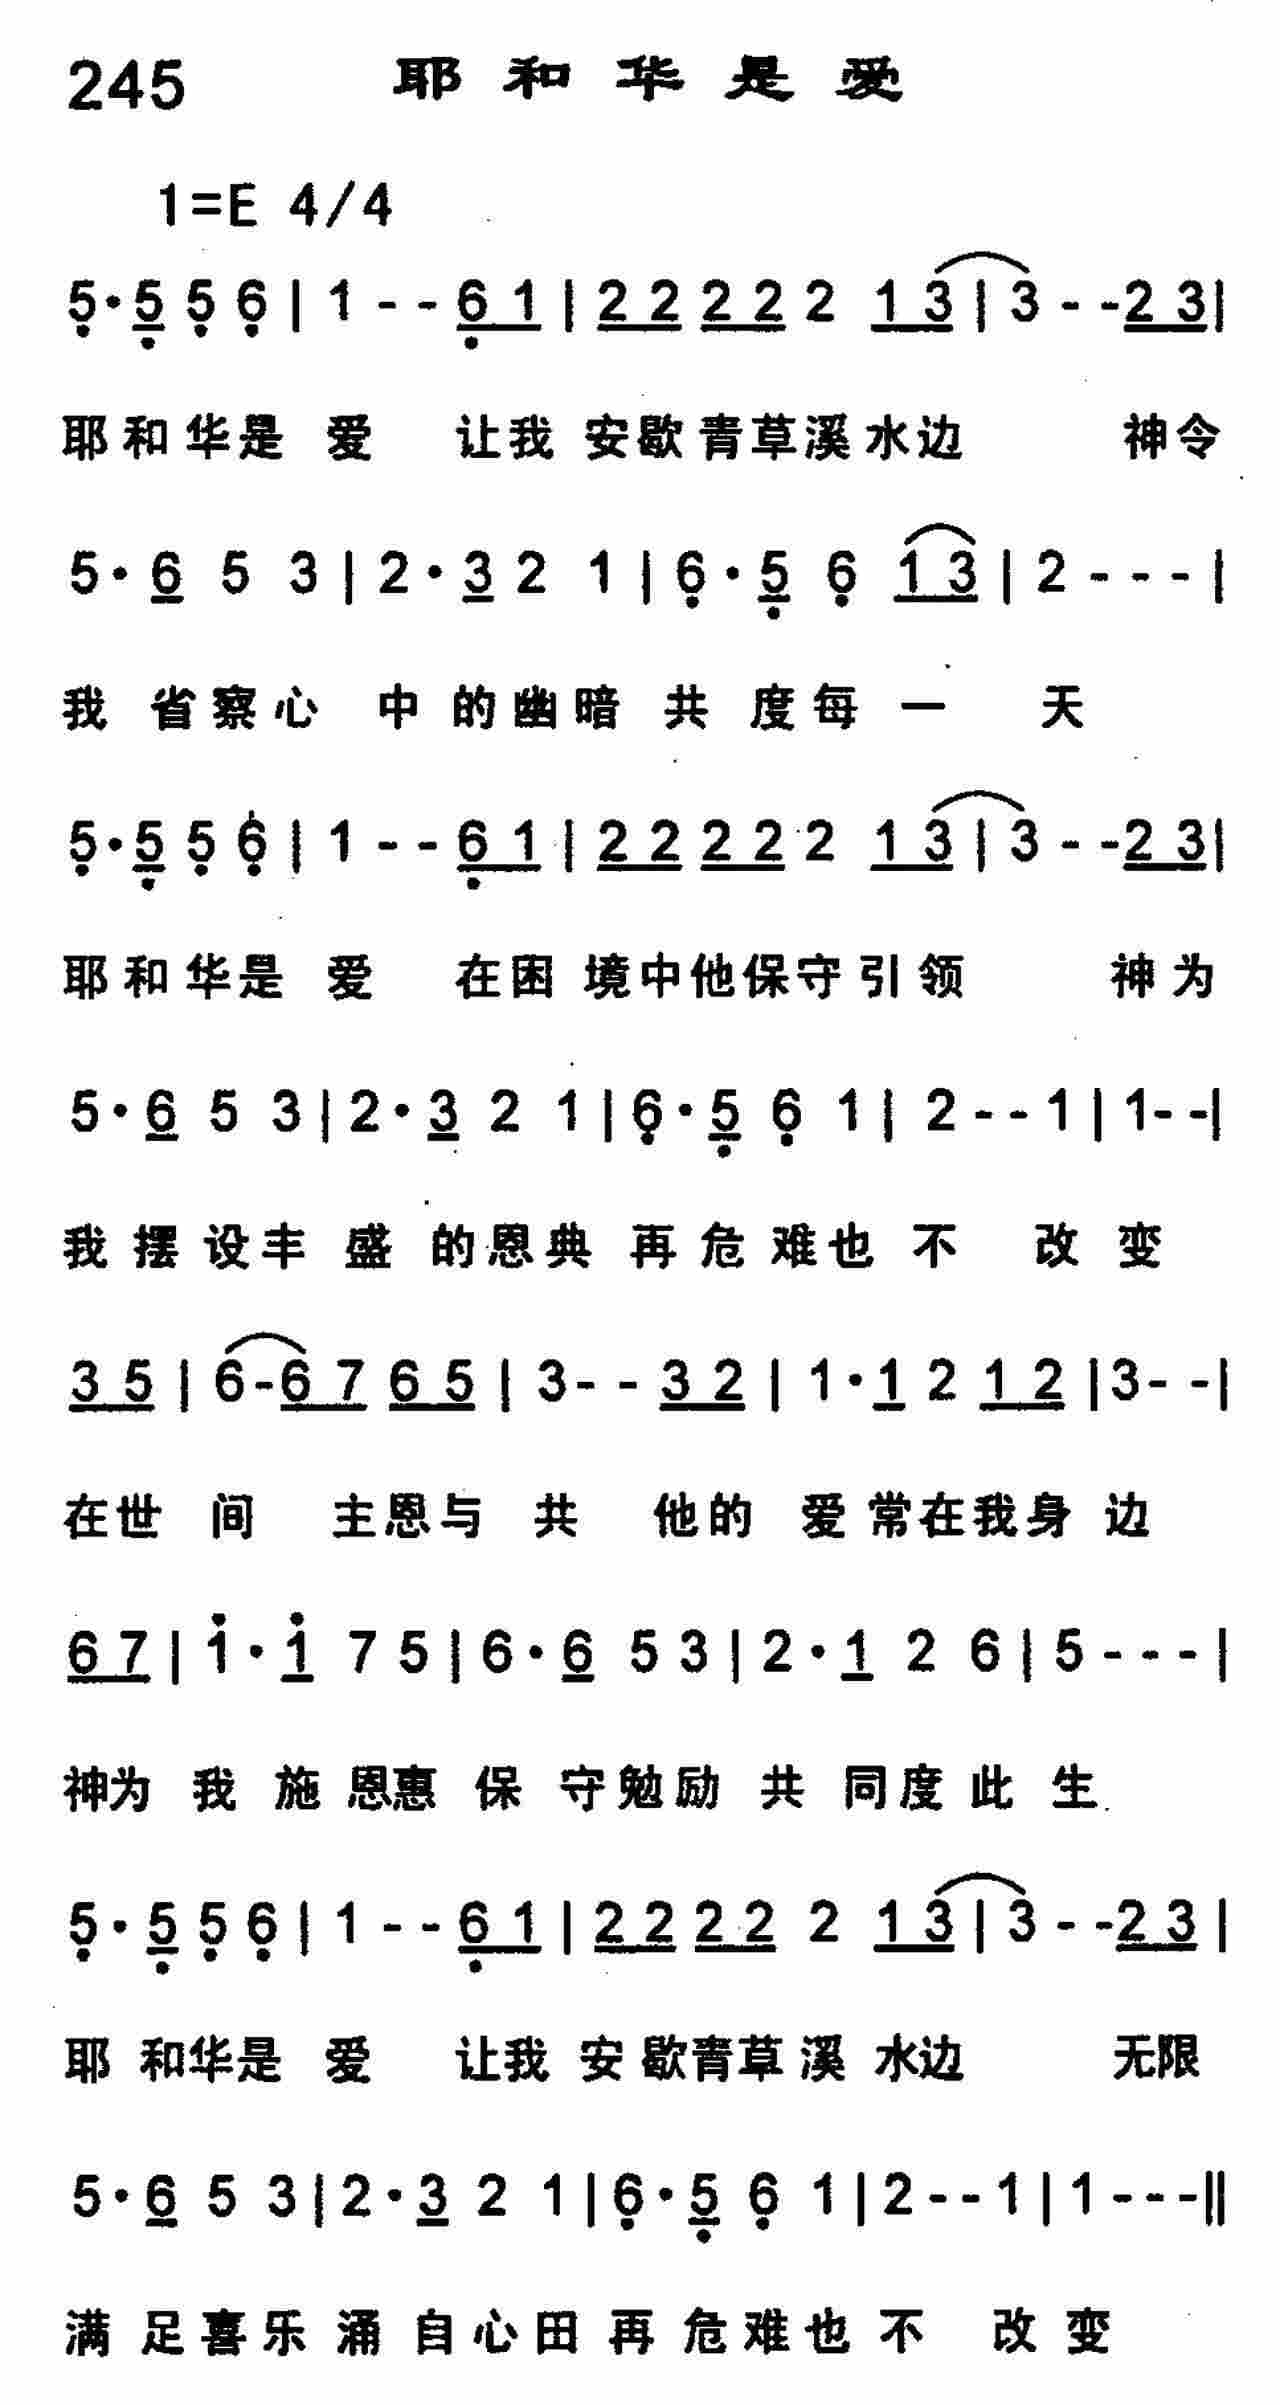 245 耶和华是爱
1=E 4/4
5·5 5 6 | 1 - - 6 1 | 2 2 2 2 2 1 3 | 3 - - 2 3 |
耶和华是 爱 让我 安歇青草溪水边 神令
5·6 5 3 | 2·3 2 1 | 6·5 6 1 3 | 2 - - - |
我 省察心 中 的幽暗 共 度每 一 天
5·5 5 6 | 1 - - 6 1 | 2 2 2 2 2 1 3 | 3 - - 2 3 |
耶和华是 爱 在困 境中他保守引领 神为
5·6 5 3 | 2·3 2 1 | 6·5 6 1 | 2 - - 1 | 1 - - |
我 摆 设丰 盛 的恩典 再 危 难也 不 改 变
3 5 | 6 - 6 7 6 5 | 3 - - 3 2 | 1·1 2 1 2 | 3 - - |
在世 间 主恩与 共 他的 爱 常在我身 边
6 7 | 1·1 7 5 | 6·6 5 3 | 2·1 2 6 | 5 - - - |
神为 我 施 恩惠 保 守勉励 共 同度此 生
5·5 5 6 | 1 - - 6 1 | 2 2 2 2 2 1 3 | 3 - - 2 3 |
耶 和华是 爱 让我 安 歇青草 溪 水边 无限
5·6 5 3 | 2·3 2 1 | 6·5 6 1 | 2 - - 1 | 1 - - - ||
满 足喜乐 涌 自心田 再 危难也 不 改 变